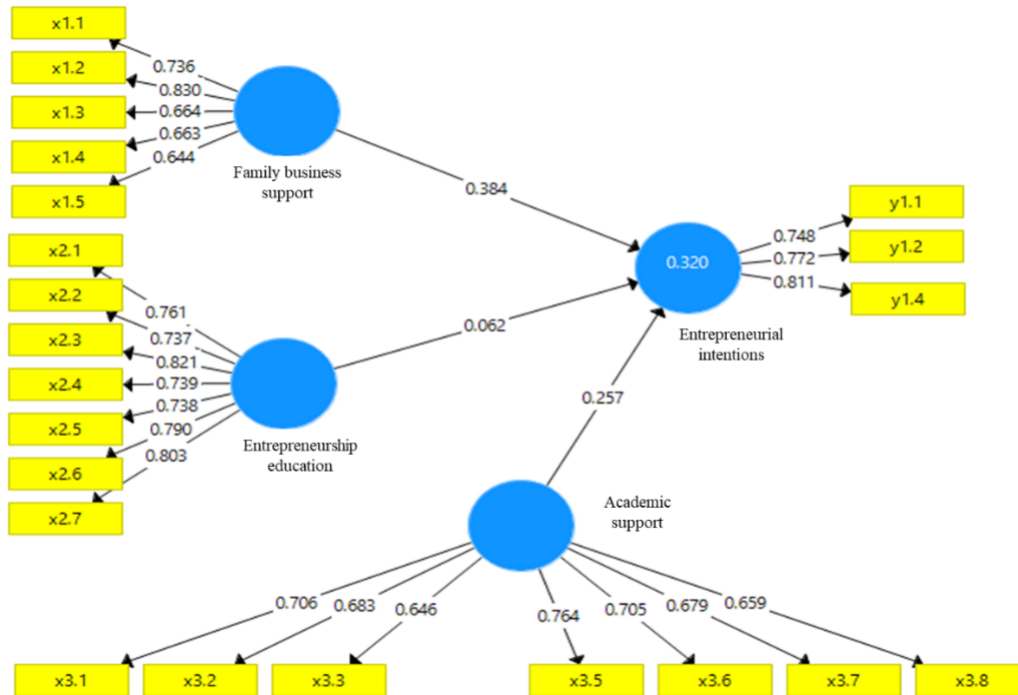 x1.1
x1.2
x1.3
x1.4
x1.5
0.736
0.830
0.664
0.663
0.644
Family business
support
0.384
x2.1
x2.2
x2.3
x2.4
x2.5
x2.6
x2.7
0.761
0.737
0.821
0.739
0.738
0.790
0.803
Entrepreneurship
education
0.062
0.320
Entrepreneurial
intentions
0.748
0.772
0.811
y1.1
y1.2
y1.4
0.257
Academic
support
0.706
0.683
0.646
0.764
0.705
0.679
0.659
x3.1
x3.2
x3.3
x3.5
x3.6
x3.7
x3.8